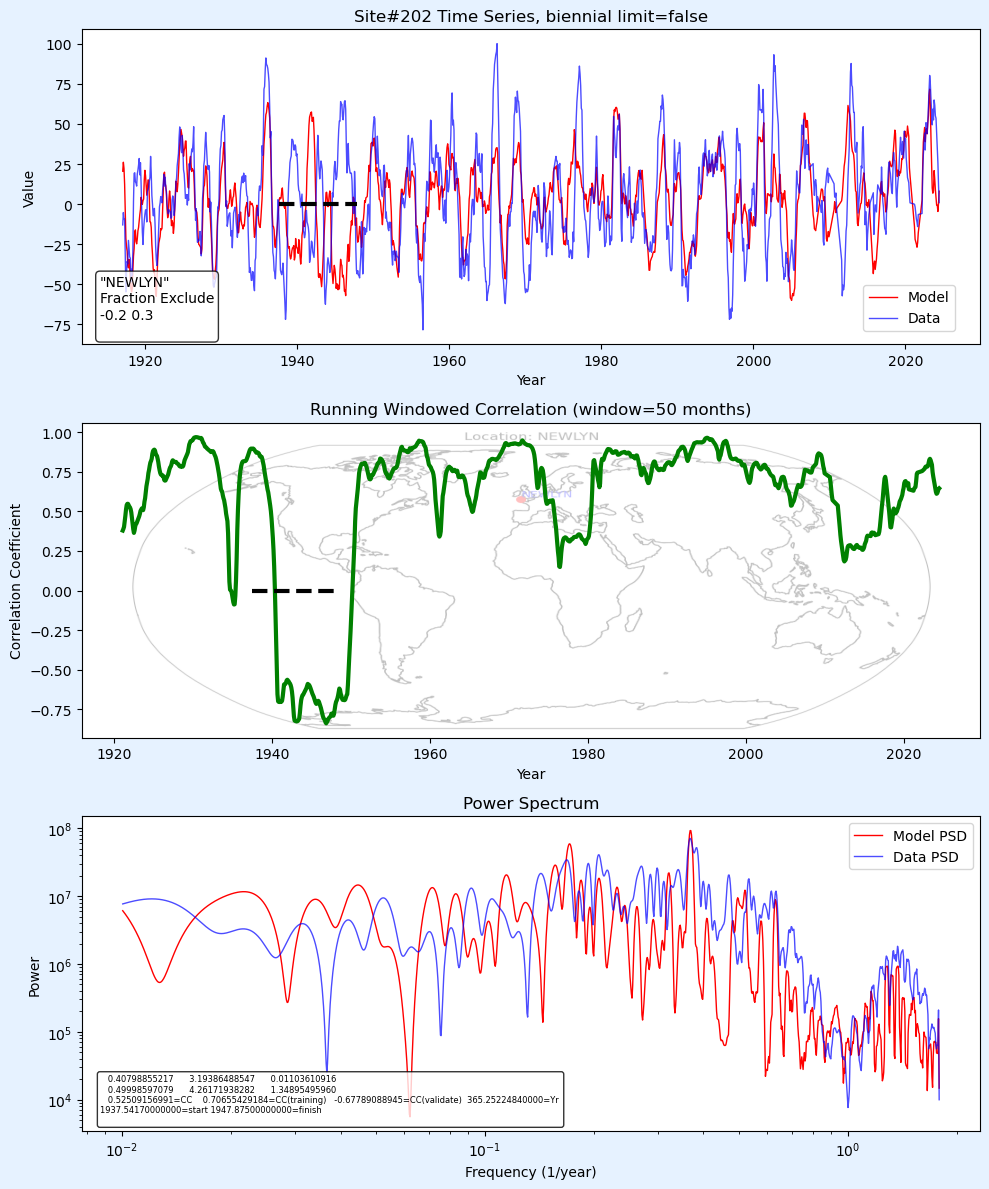 Site#202 Time Series, biennial limit=false
Value
100
75
50
25
0
−25
−50
−75
"NEWLYN"
Fraction Exclude
-0.2 0.3
Model
Data
1920 1940 1960 1980 2000 2020
Year
Running Windowed Correlation (window=50 months)
Location: NEWLYN
Correlation Coefficient
1.00
0.75
0.50
0.25
0.00
−0.25
−0.50
−0.75
NEWLYN
1920 1940 1960 1980 2000 2020
Year
Power Spectrum
Power
10⁸
10⁷
10⁶
10⁵
10⁴
Model PSD
Data PSD
0.40798855217 3.19386488547 0.01103610916
0.49998597079 4.26171938282 1.34895495960
0.52509156991=CC 0.70655429184=CC(training) -0.67789088945=CC(validate) 365.25224840000=Yr
1937.54170000000=start 1947.87500000000=finish
10⁻² 10⁻¹ 10⁰
Frequency (1/year)